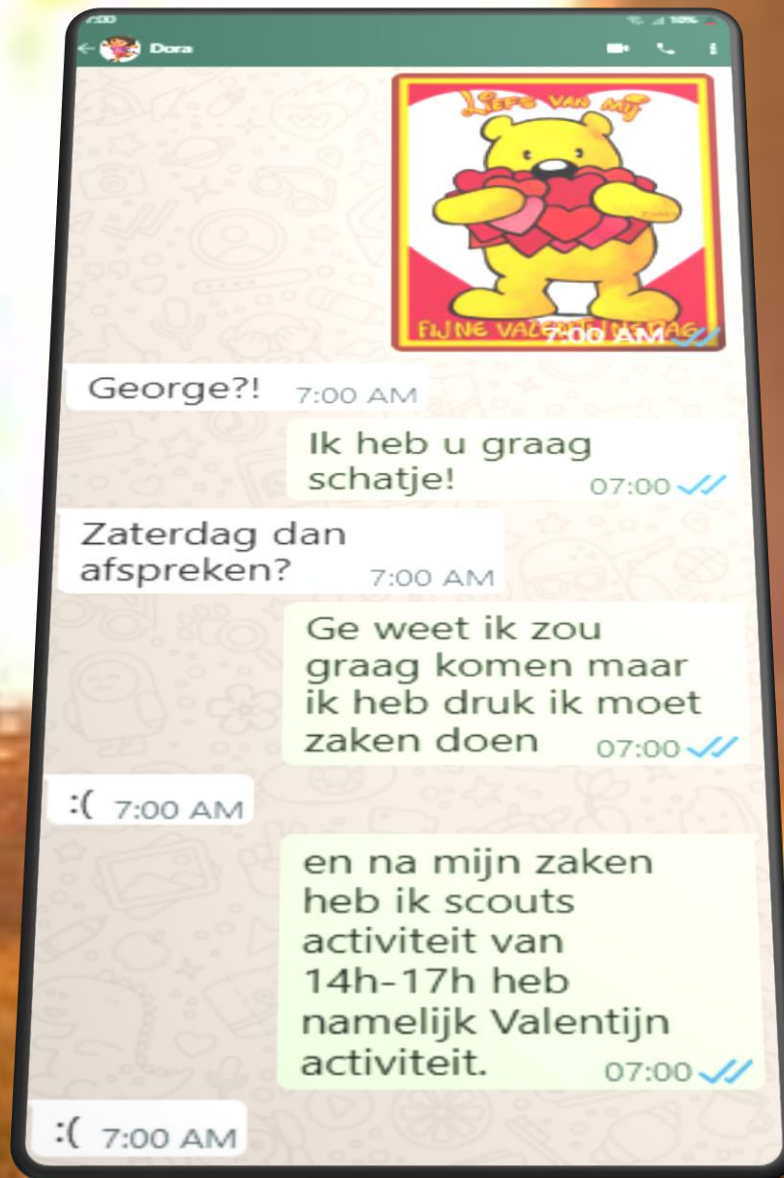 7:00
10%
Dora
LIEFS VAN MIJ
FIJNE VALENTIJNSDAG
7:00 AM
George?! 7:00 AM
Ik heb u graag
schatje! 07:00
Zaterdag dan
afspreken? 7:00 AM
Ge weet ik zou
graag komen maar
ik heb druk ik moet
zaken doen 07:00
:( 7:00 AM
en na mijn zaken
heb ik scouts
activiteit van
14h-17h heb
namelijk Valentijn
activiteit. 07:00
:( 7:00 AM